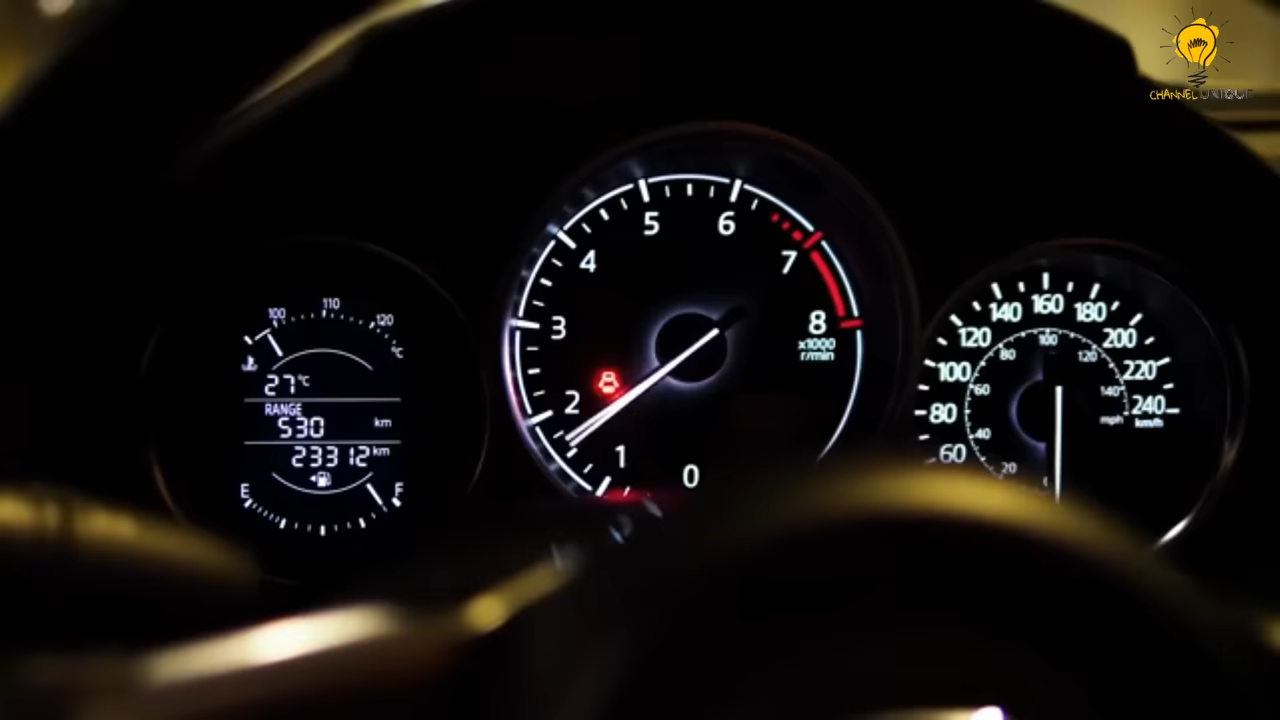 CHANNEL UNIQUE
100 110 120
°C
27°C
RANGE
530 km
23312 km
E F
0 1 2 3 4 5 6 7 8
x1000
r/min
60 80 100 120 140 160 180 200 220 240
km/h
20 40 60 80 100 120 140
mph